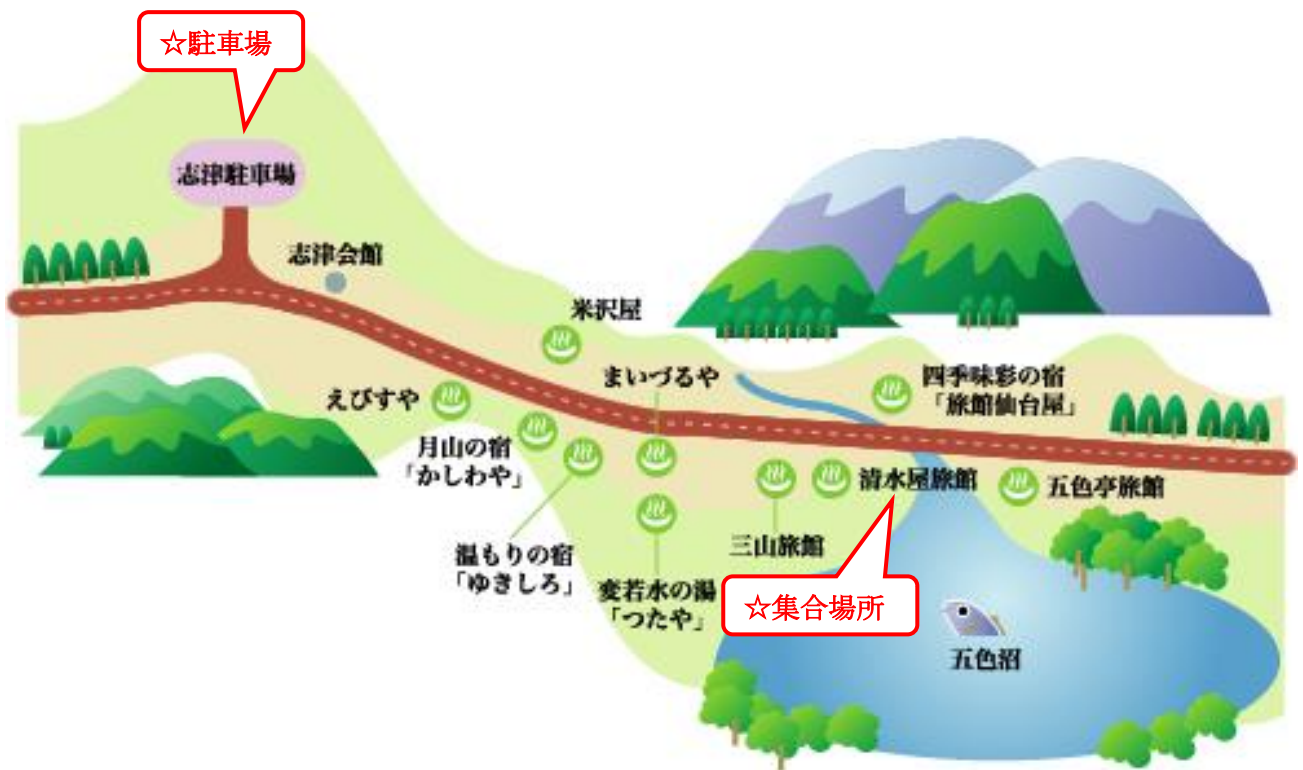 ☆駐車場
志津駐車場
志津会館
米沢屋
まいづるや
四季味彩の宿
「旅館仙台屋」
えびすや
月山の宿
「かしわや」
清水屋旅館
五色亭旅館
温もりの宿
「ゆきしろ」
変若水の湯
「つたや」
三山旅館
☆集合場所
五色沼